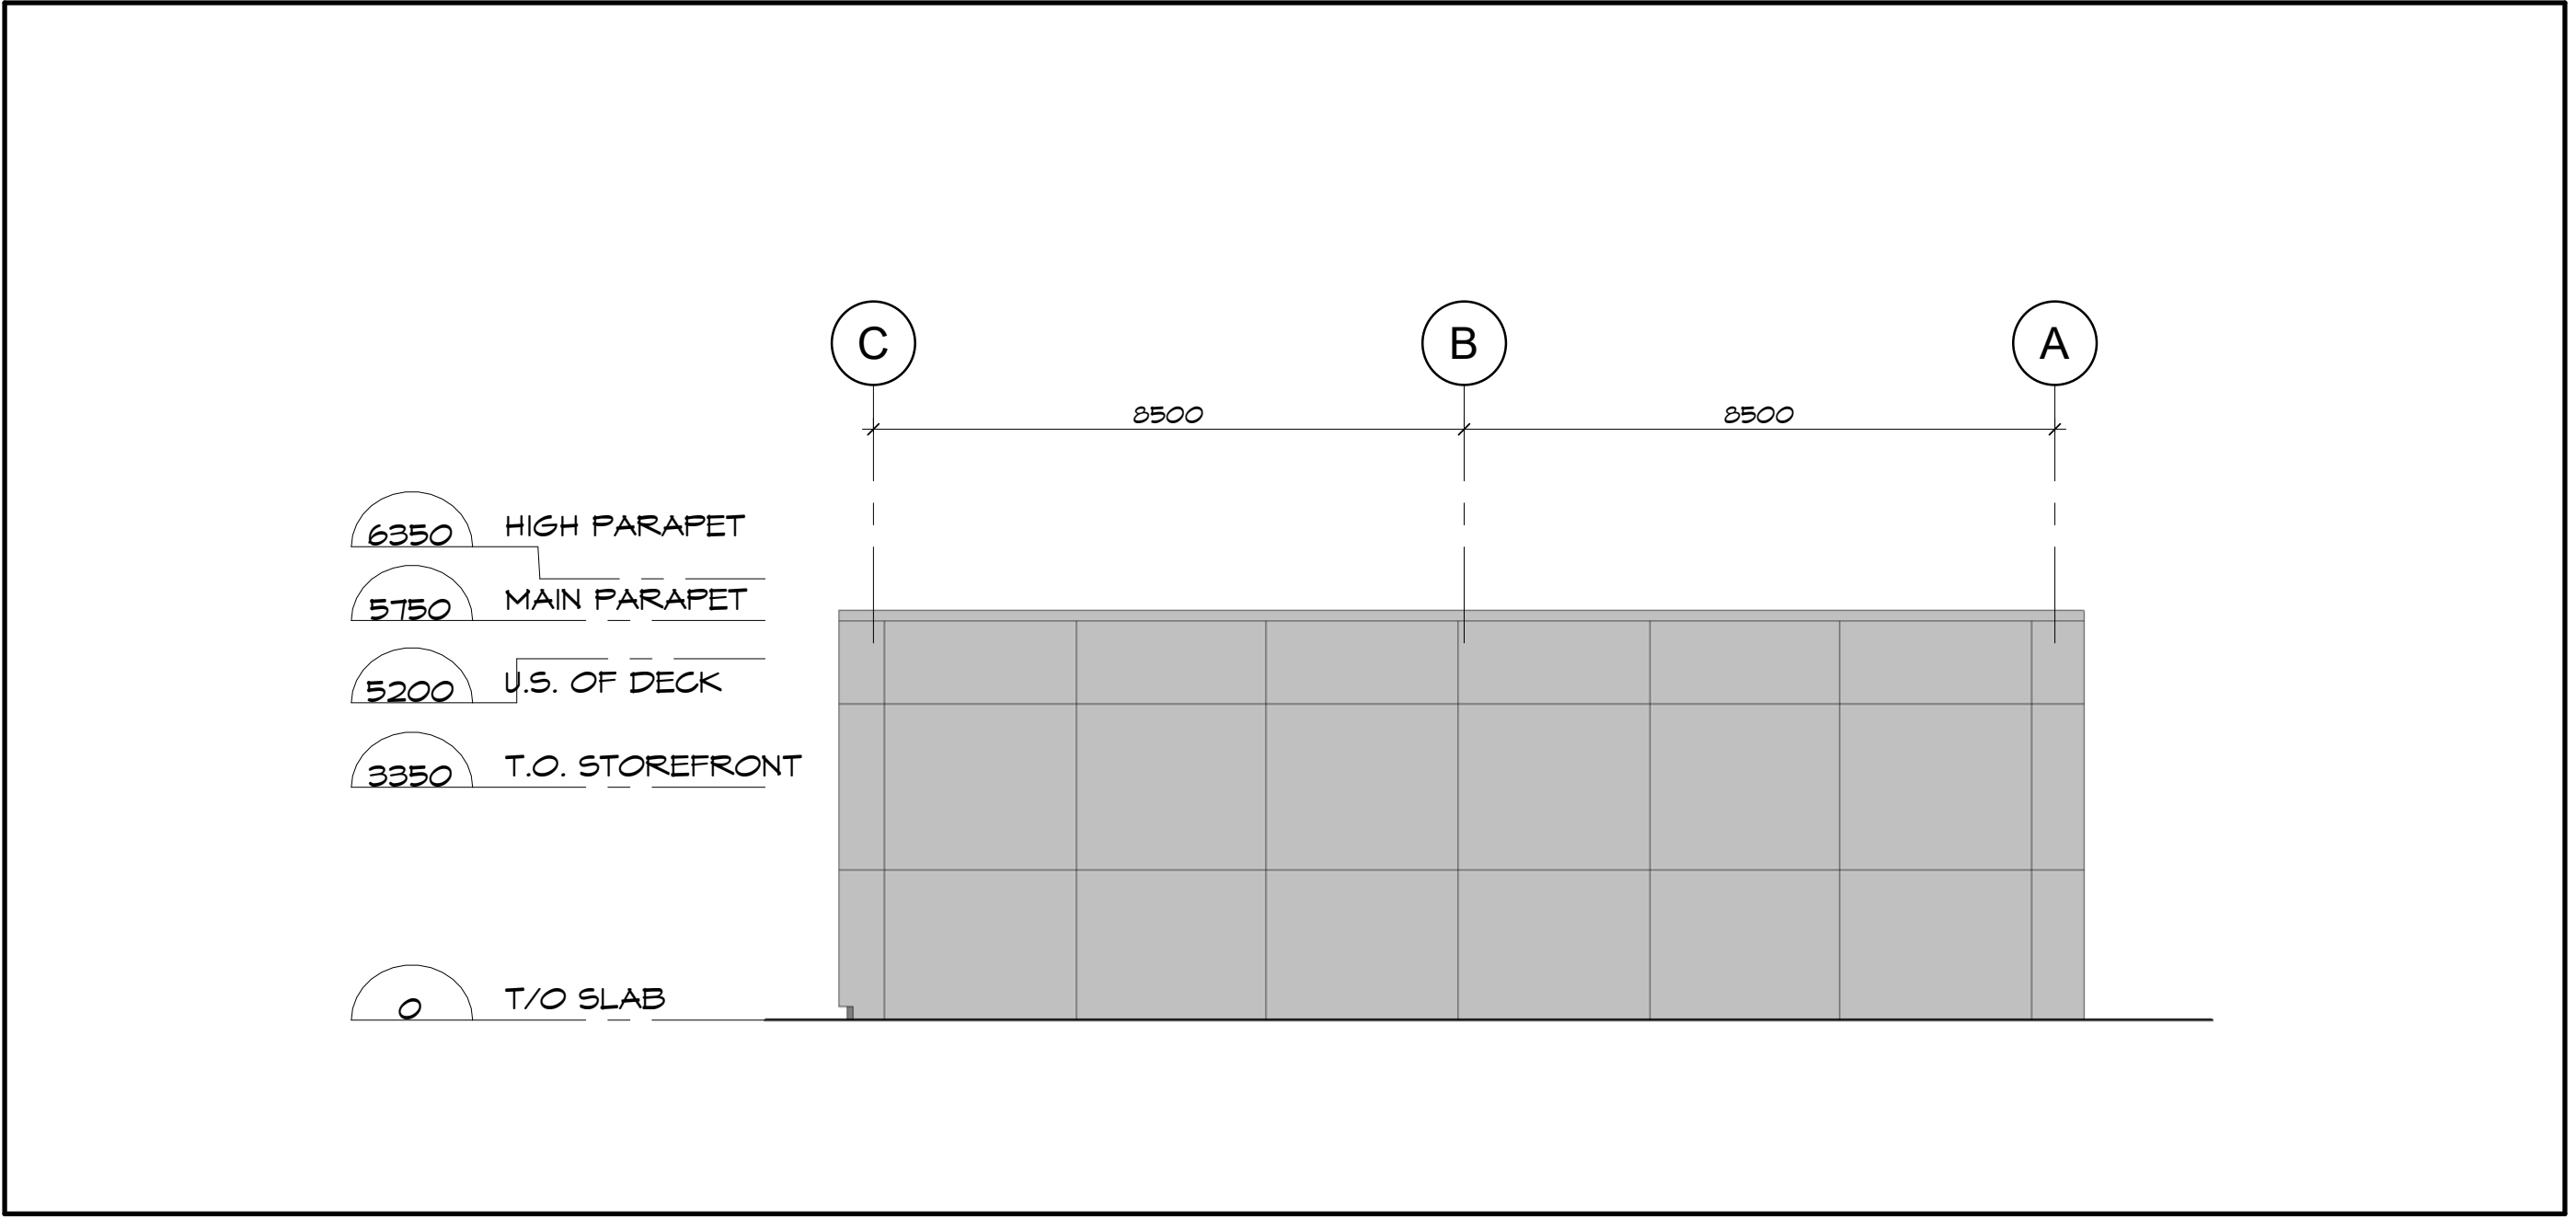 C
B
A
8500
8500
6350 HIGH PARAPET
5750 MAIN PARAPET
5200 U.S. OF DECK
3350 T.O. STOREFRONT
0 T/O SLAB